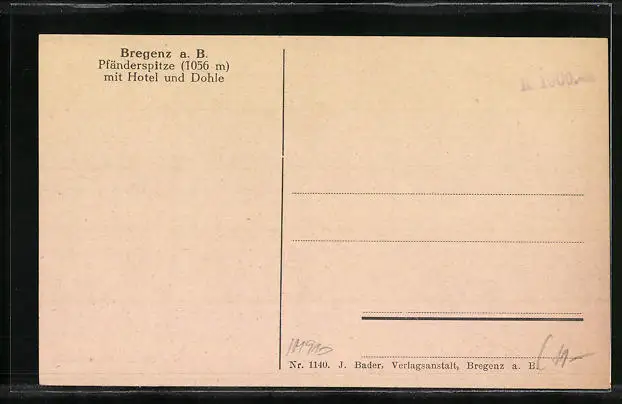 Bregenz a. B.
Pfänderspitze (1056 m)
mit Hotel und Dohle
Nr. 1140. J. Bader, Verlagsanstalt, Bregenz a. B.